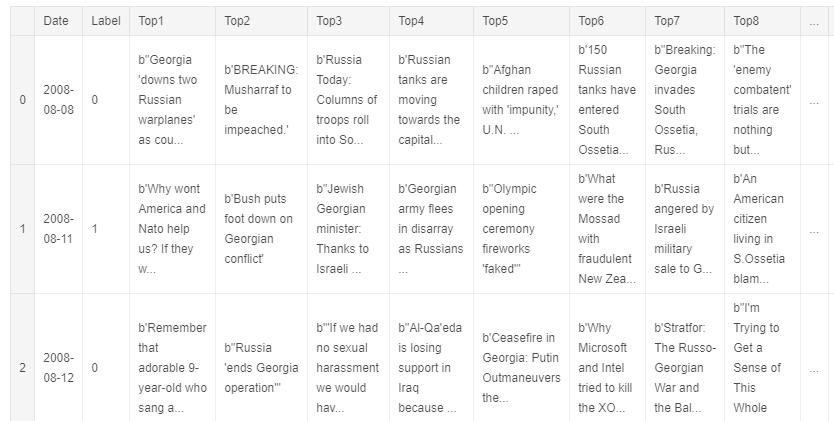 Date Label Top1 Top2 Top3 Top4 Top5 Top6 Top7 Top8 ...
0
2008-
08-08
0
b"Georgia
'downs two
Russian
warplanes'
as cou...
b'BREAKING:
Musharraf to
be
impeached.'
b'Russia
Today:
Columns of
troops roll
into So...
b'Russian
tanks are
moving
towards the
capital...
b"Afghan
children raped
with 'impunity,'
U.N. ...
b'150
Russian
tanks have
entered
South
Ossetia...
b"Breaking:
Georgia
invades
South
Ossetia,
Rus...
b"The
'enemy
combatent'
trials are
nothing
but...
...
1
2008-
08-11
1
b'Why wont
America and
Nato help
us? If they
w...
b'Bush puts
foot down on
Georgian
conflict'
b"Jewish
Georgian
minister:
Thanks to
Israeli ...
b'Georgian
army flees
in disarray
as Russians
...
b"Olympic
opening
ceremony
fireworks
'faked'"
b'What
were the
Mossad
with
fraudulent
New Zea...
b'Russia
angered by
Israeli
military
sale to G...
b'An
American
citizen
living in
S.Ossetia
blam...
...
2
2008-
08-12
0
b'Remember
that
adorable 9-
year-old who
sang a...
b"Russia
'ends Georgia
operation'"
b'"If we had
no sexual
harassment
we would
hav...
b"Al-Qa'eda
is losing
support in
Iraq
because ...
b'Ceasefire in
Georgia: Putin
Outmaneuvers
the...
b'Why
Microsoft
and Intel
tried to kill
the XO...
b'Stratfor:
The Russo-
Georgian
War and
the Bal...
b"I'm
Trying to
Get a
Sense of
This
Whole
...